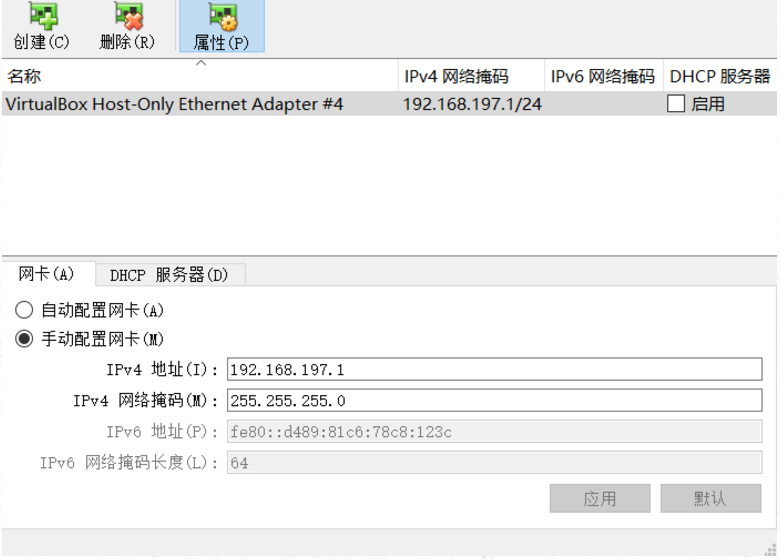 创建(C) 删除(R) 属性(P)
名称 IPv4 网络掩码 IPv6 网络掩码 DHCP 服务器
VirtualBox Host-Only Ethernet Adapter #4 192.168.197.1/24 启用
网卡(A) DHCP 服务器(D)
自动配置网卡(A)
手动配置网卡(M)
IPv4 地址(I): 192.168.197.1
IPv4 网络掩码(M): 255.255.255.0
IPv6 地址(P): fe80::d489:81c6:78c8:123c
IPv6 网络掩码长度(L): 64
应用 默认